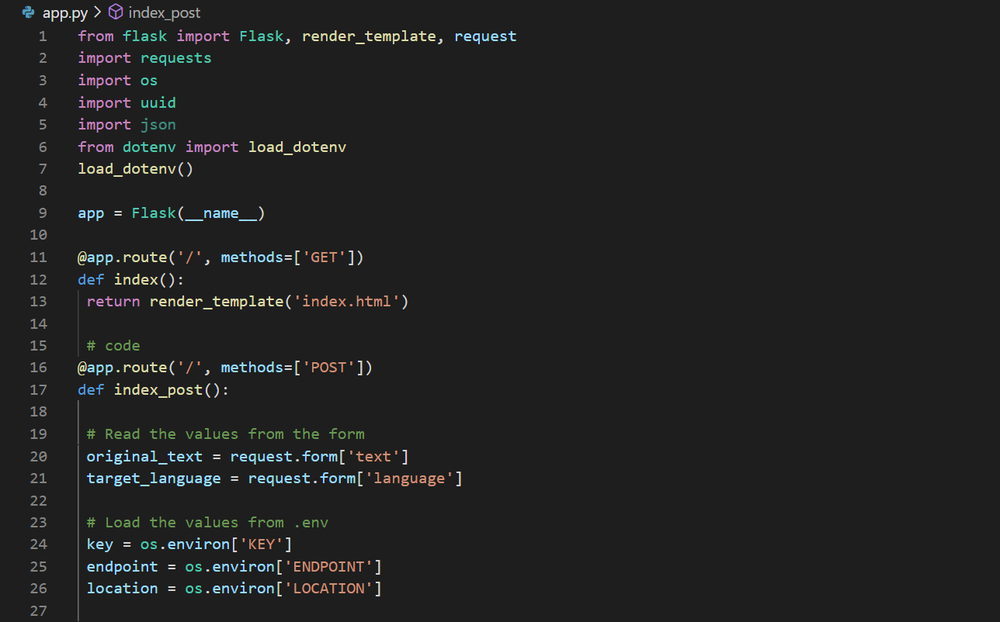 app.py > index_post
1 from flask import Flask, render_template, request
2 import requests
3 import os
4 import uuid
5 import json
6 from dotenv import load_dotenv
7 load_dotenv()
8
9 app = Flask(__name__)
10
11 @app.route('/', methods=['GET'])
12 def index():
13  return render_template('index.html')
14
15  # code
16 @app.route('/', methods=['POST'])
17 def index_post():
18
19  # Read the values from the form
20  original_text = request.form['text']
21  target_language = request.form['language']
22
23  # Load the values from .env
24  key = os.environ['KEY']
25  endpoint = os.environ['ENDPOINT']
26  location = os.environ['LOCATION']
27